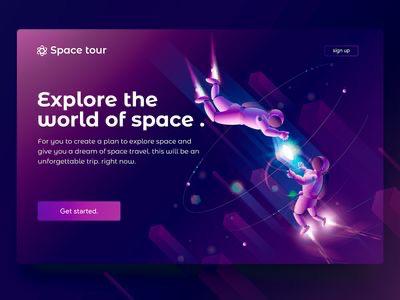 Space tour
sign up
Explore the
world of space .
For you to create a plan to explore space and
give you a dream of space travel, this will be an
unforgettable trip. right now.
Get started.